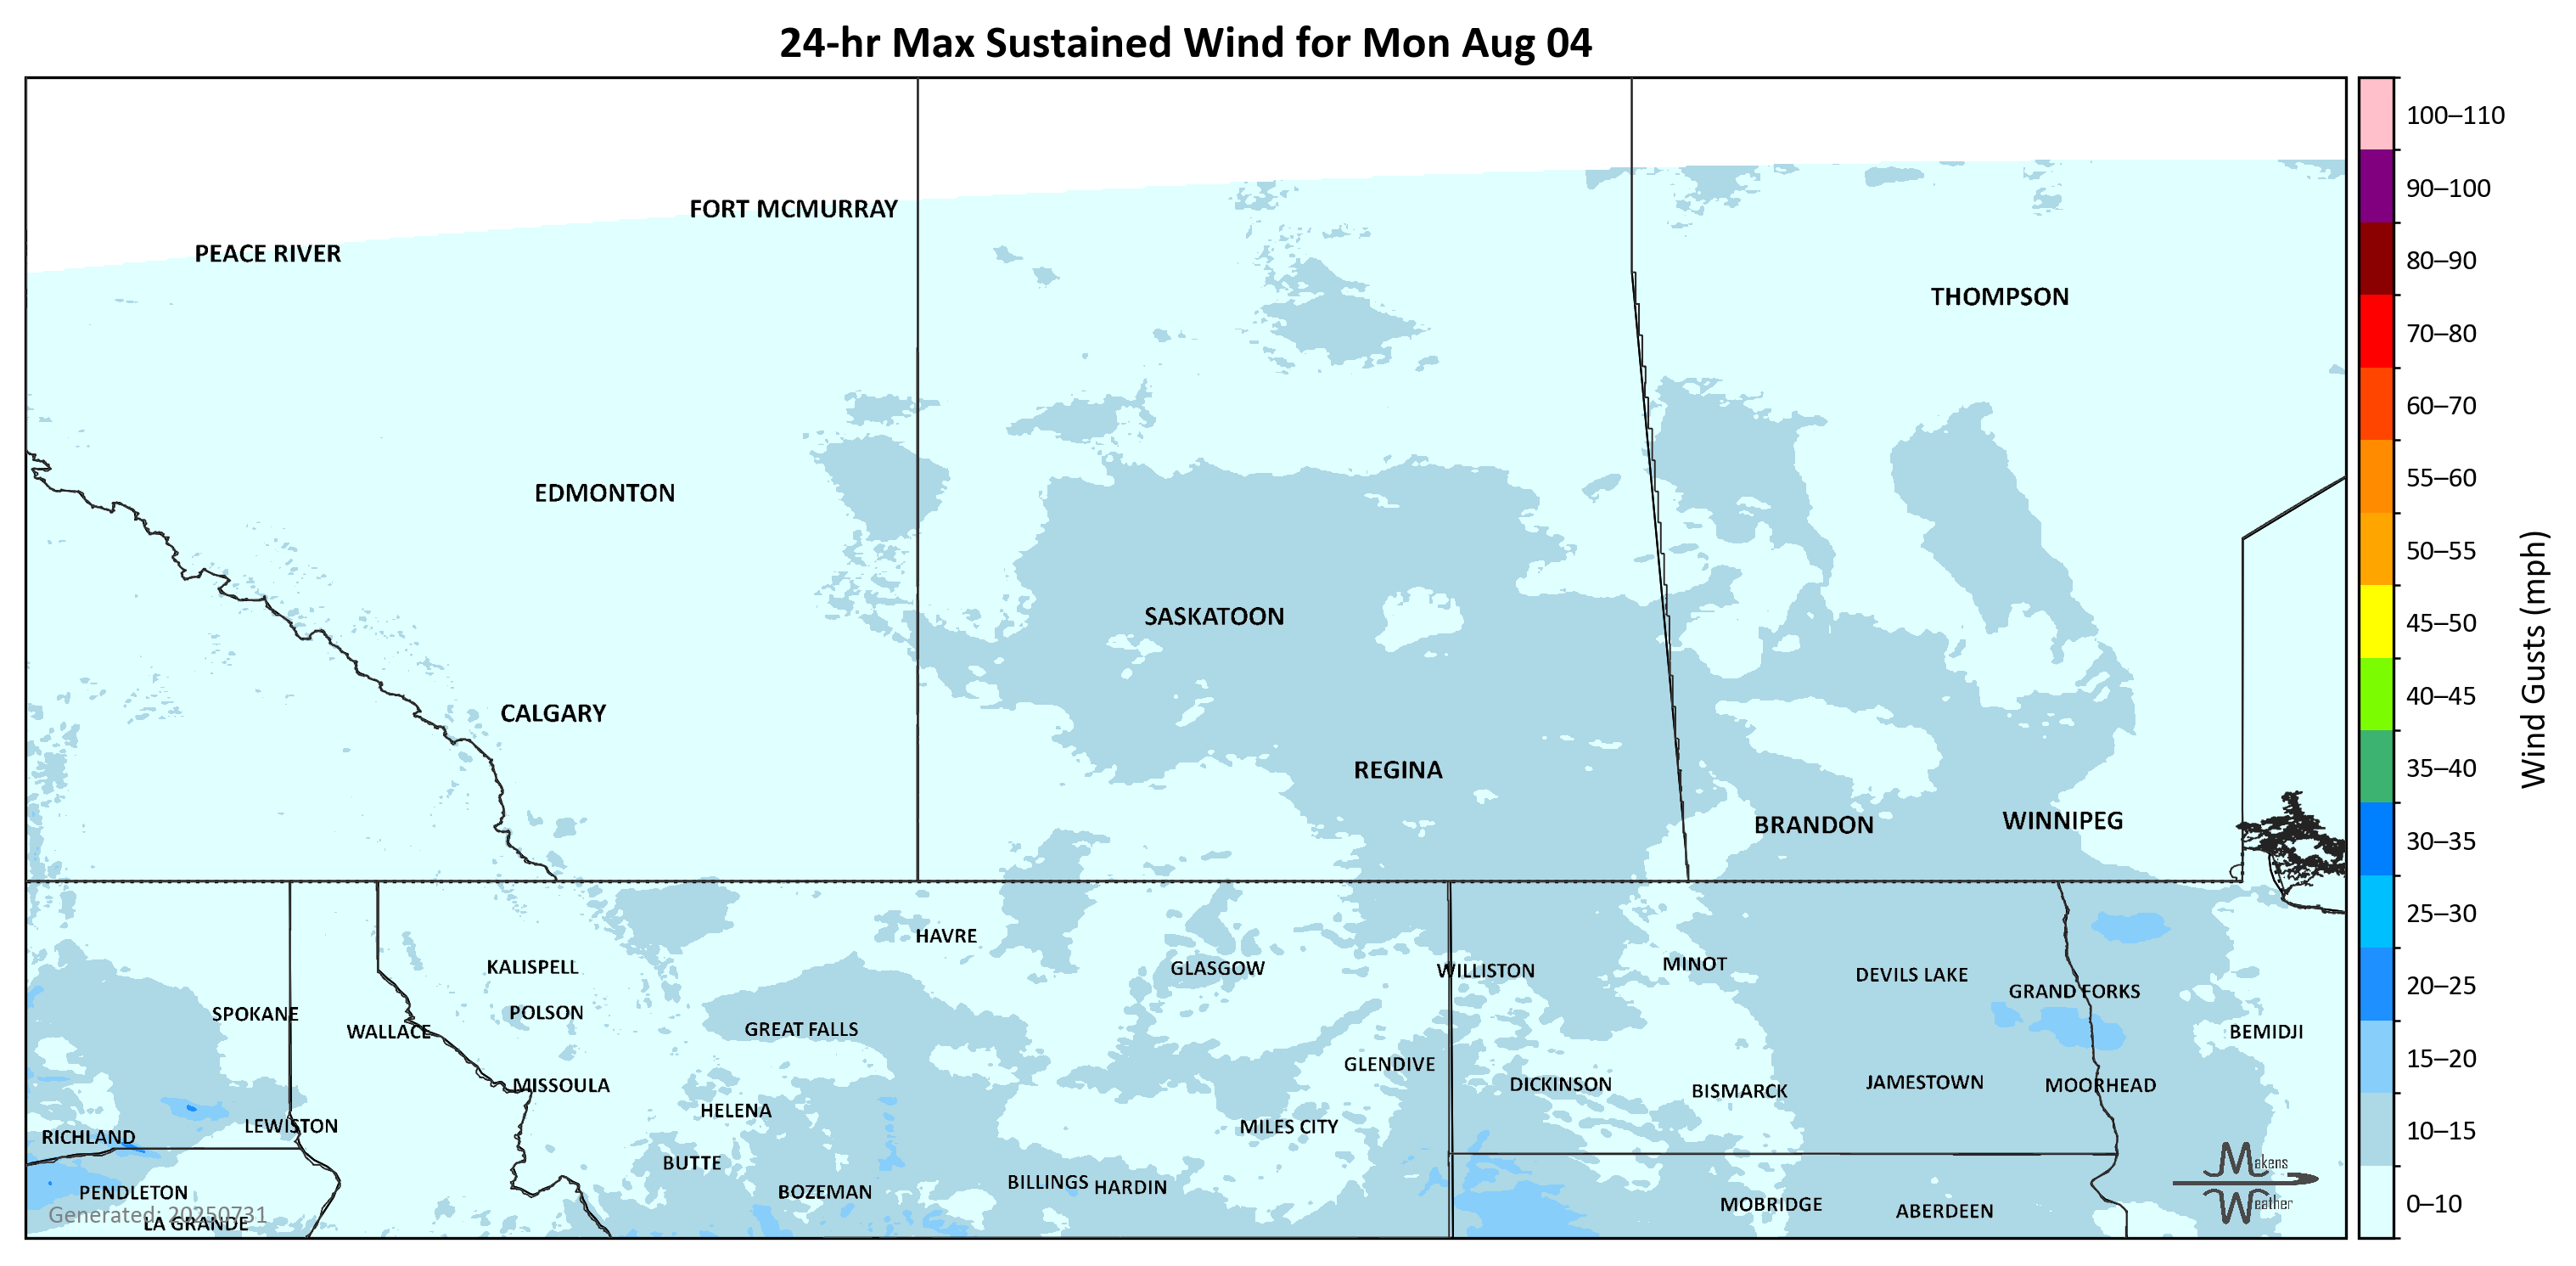 24-hr Max Sustained Wind for Mon Aug 04
100–110
90–100
FORT MCMURRAY
PEACE RIVER
80–90
THOMPSON
70–80
60–70
EDMONTON
55–60
50–55
SASKATOON
45–50
Wind Gusts (mph)
CALGARY
40–45
REGINA
35–40
BRANDON
WINNIPEG
30–35
HAVRE
25–30
KALISPELL
GLASGOW
WILLISTON
MINOT
DEVILS LAKE
GRAND FORKS
20–25
SPOKANE
POLSON
WALLACE
GREAT FALLS
BEMIDJI
15–20
GLENDIVE
MISSOULA
DICKINSON
BISMARCK
JAMESTOWN
MOORHEAD
HELENA
LEWISTON
MILES CITY
10–15
RICHLAND
BUTTE
Makens
Weather
PENDLETON
BOZEMAN
BILLINGS
HARDIN
MOBRIDGE
ABERDEEN
0–10
Generated: 20250731
LA GRANDE